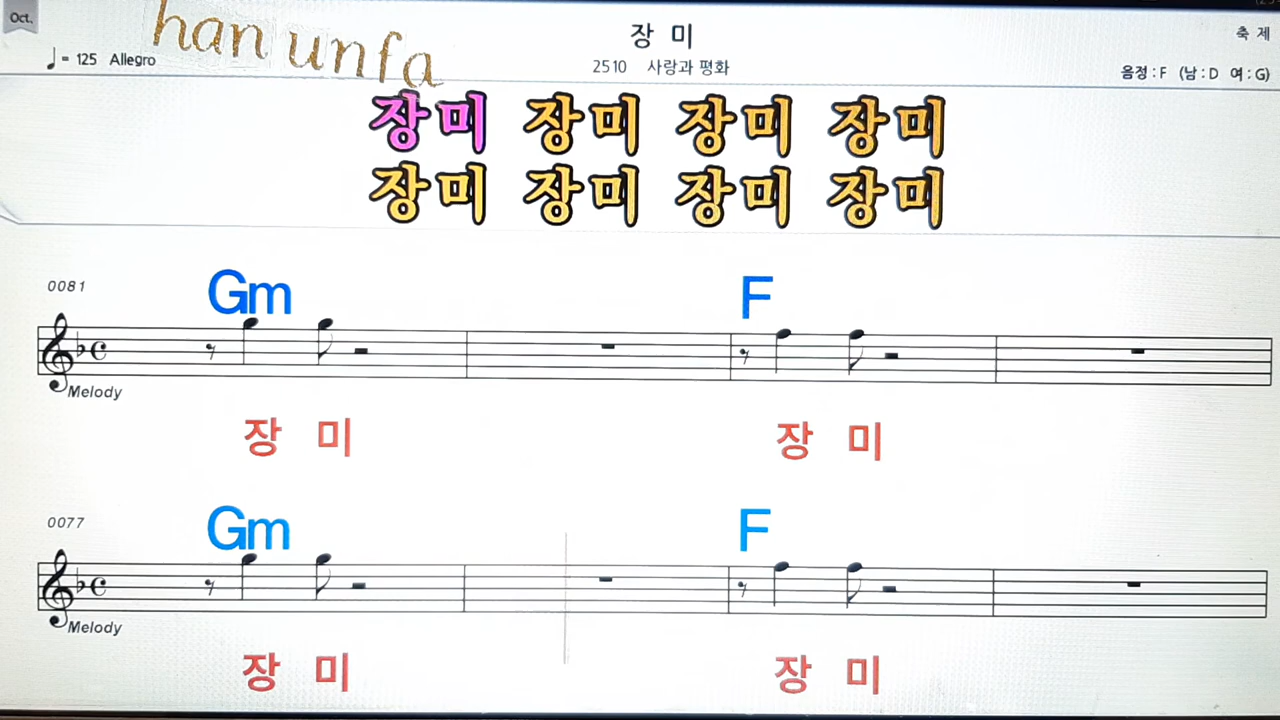 Oct.
han unfa
장 미
축 제
♩= 125 Allegro
2510 사랑과 평화
음정 : F (남 : D 여 : G)
장미 장미 장미 장미
장미 장미 장미 장미
0081
Gm F
Melody
장 미 장 미
0077
Gm F
Melody
장 미 장 미